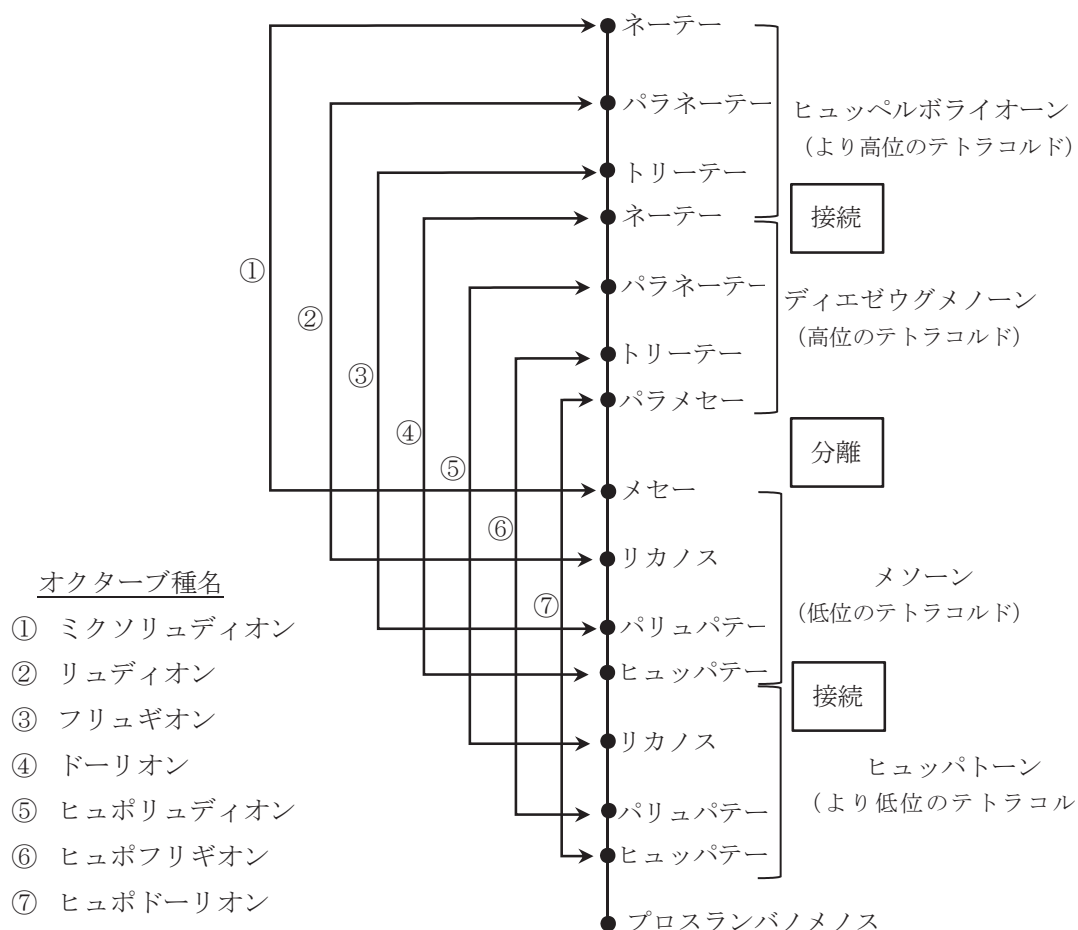 ネーテー
パラネーテー
ヒュッペルボライオーン
(より高位のテトラコルド)
トリーテー
ネーテー
接続
①
パラネーテー
ディエゼウグメノーン
(高位のテトラコルド)
②
トリーテー
③
パラメセー
④
分離
⑤
メセー
⑥
リカノス
メソーン
(低位のテトラコルド)
⑦
パリュパテー
ヒュッパテー
接続
リカノス
ヒュッパトーン
(より低位のテトラコル
パリュパテー
ヒュッパテー
プロスランバノメノス
オクターブ種名
① ミクソリュディオン
② リュディオン
③ フリュギオン
④ ドーリオン
⑤ ヒュポリュディオン
⑥ ヒュポフリギオン
⑦ ヒュポドーリオン